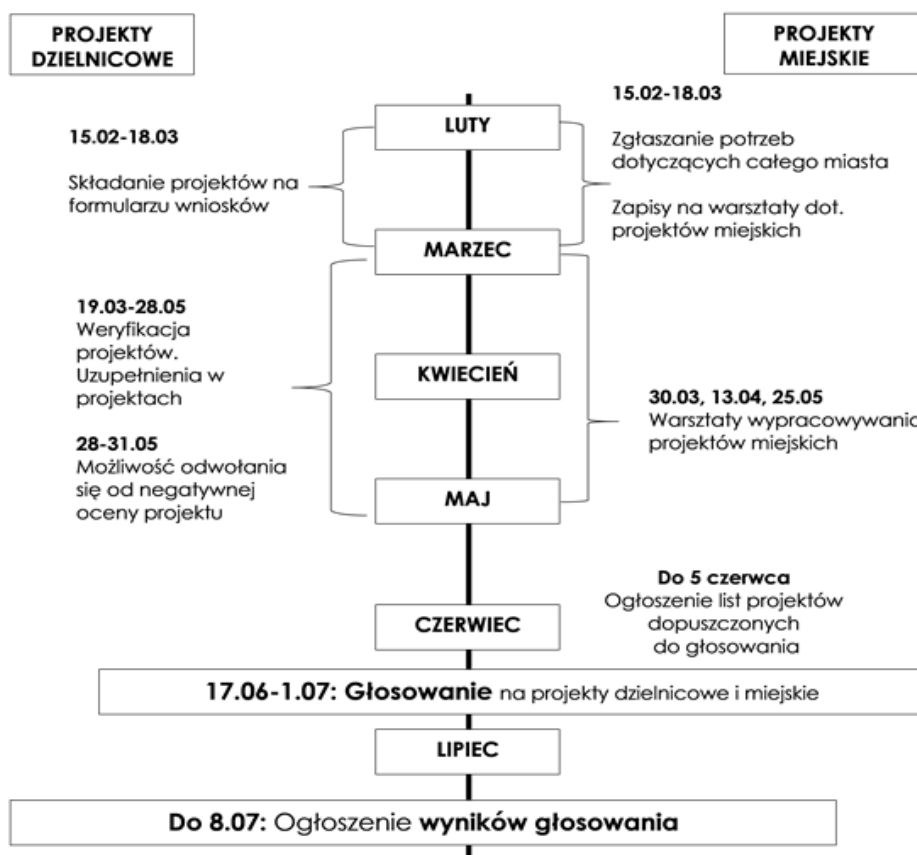 PROJEKTY
DZIELNICOWE
PROJEKTY
MIEJSKIE
LUTY
15.02-18.03
Składanie projektów na
formularzu wniosków
15.02-18.03
Zgłaszanie potrzeb
dotyczących całego miasta
Zapisy na warsztaty dot.
projektów miejskich
MARZEC
19.03-28.05
Weryfikacja
projektów.
Uzupełnienia w
projektach
KWIECIEŃ
30.03, 13.04, 25.05
Warsztaty wypracowywania
projektów miejskich
28-31.05
Możliwość odwołania
się od negatywnej
oceny projektu
MAJ
Do 5 czerwca
Ogłoszenie list projektów
dopuszczonych
do głosowania
CZERWIEC
17.06-1.07: Głosowanie na projekty dzielnicowe i miejskie
LIPIEC
Do 8.07: Ogłoszenie wyników głosowania